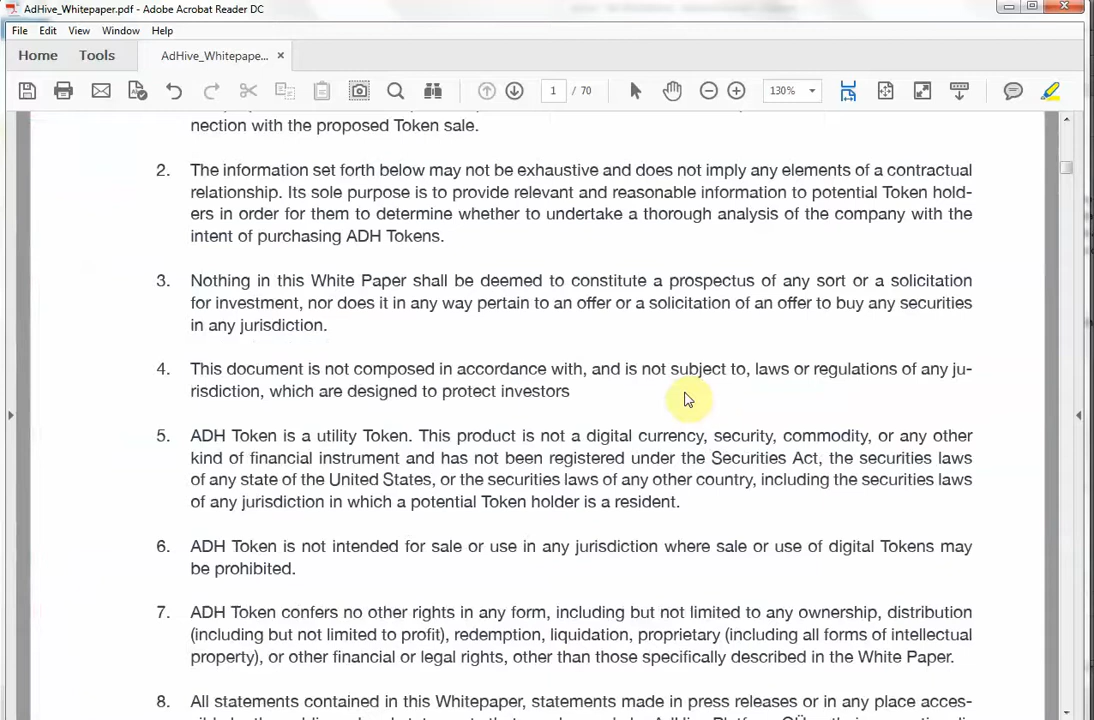 AdHive_Whitepaper.pdf - Adobe Acrobat Reader DC
File Edit View Window Help
Home Tools AdHive_Whitepape... ×
1 / 70 130%
nection with the proposed Token sale.
2. The information set forth below may not be exhaustive and does not imply any elements of a contractual
relationship. Its sole purpose is to provide relevant and reasonable information to potential Token hold-
ers in order for them to determine whether to undertake a thorough analysis of the company with the
intent of purchasing ADH Tokens.
3. Nothing in this White Paper shall be deemed to constitute a prospectus of any sort or a solicitation
for investment, nor does it in any way pertain to an offer or a solicitation of an offer to buy any securities
in any jurisdiction.
4. This document is not composed in accordance with, and is not subject to, laws or regulations of any ju-
risdiction, which are designed to protect investors
5. ADH Token is a utility Token. This product is not a digital currency, security, commodity, or any other
kind of financial instrument and has not been registered under the Securities Act, the securities laws
of any state of the United States, or the securities laws of any other country, including the securities laws
of any jurisdiction in which a potential Token holder is a resident.
6. ADH Token is not intended for sale or use in any jurisdiction where sale or use of digital Tokens may
be prohibited.
7. ADH Token confers no other rights in any form, including but not limited to any ownership, distribution
(including but not limited to profit), redemption, liquidation, proprietary (including all forms of intellectual
property), or other financial or legal rights, other than those specifically described in the White Paper.
8. All statements contained in this Whitepaper, statements made in press releases or in any place acces-